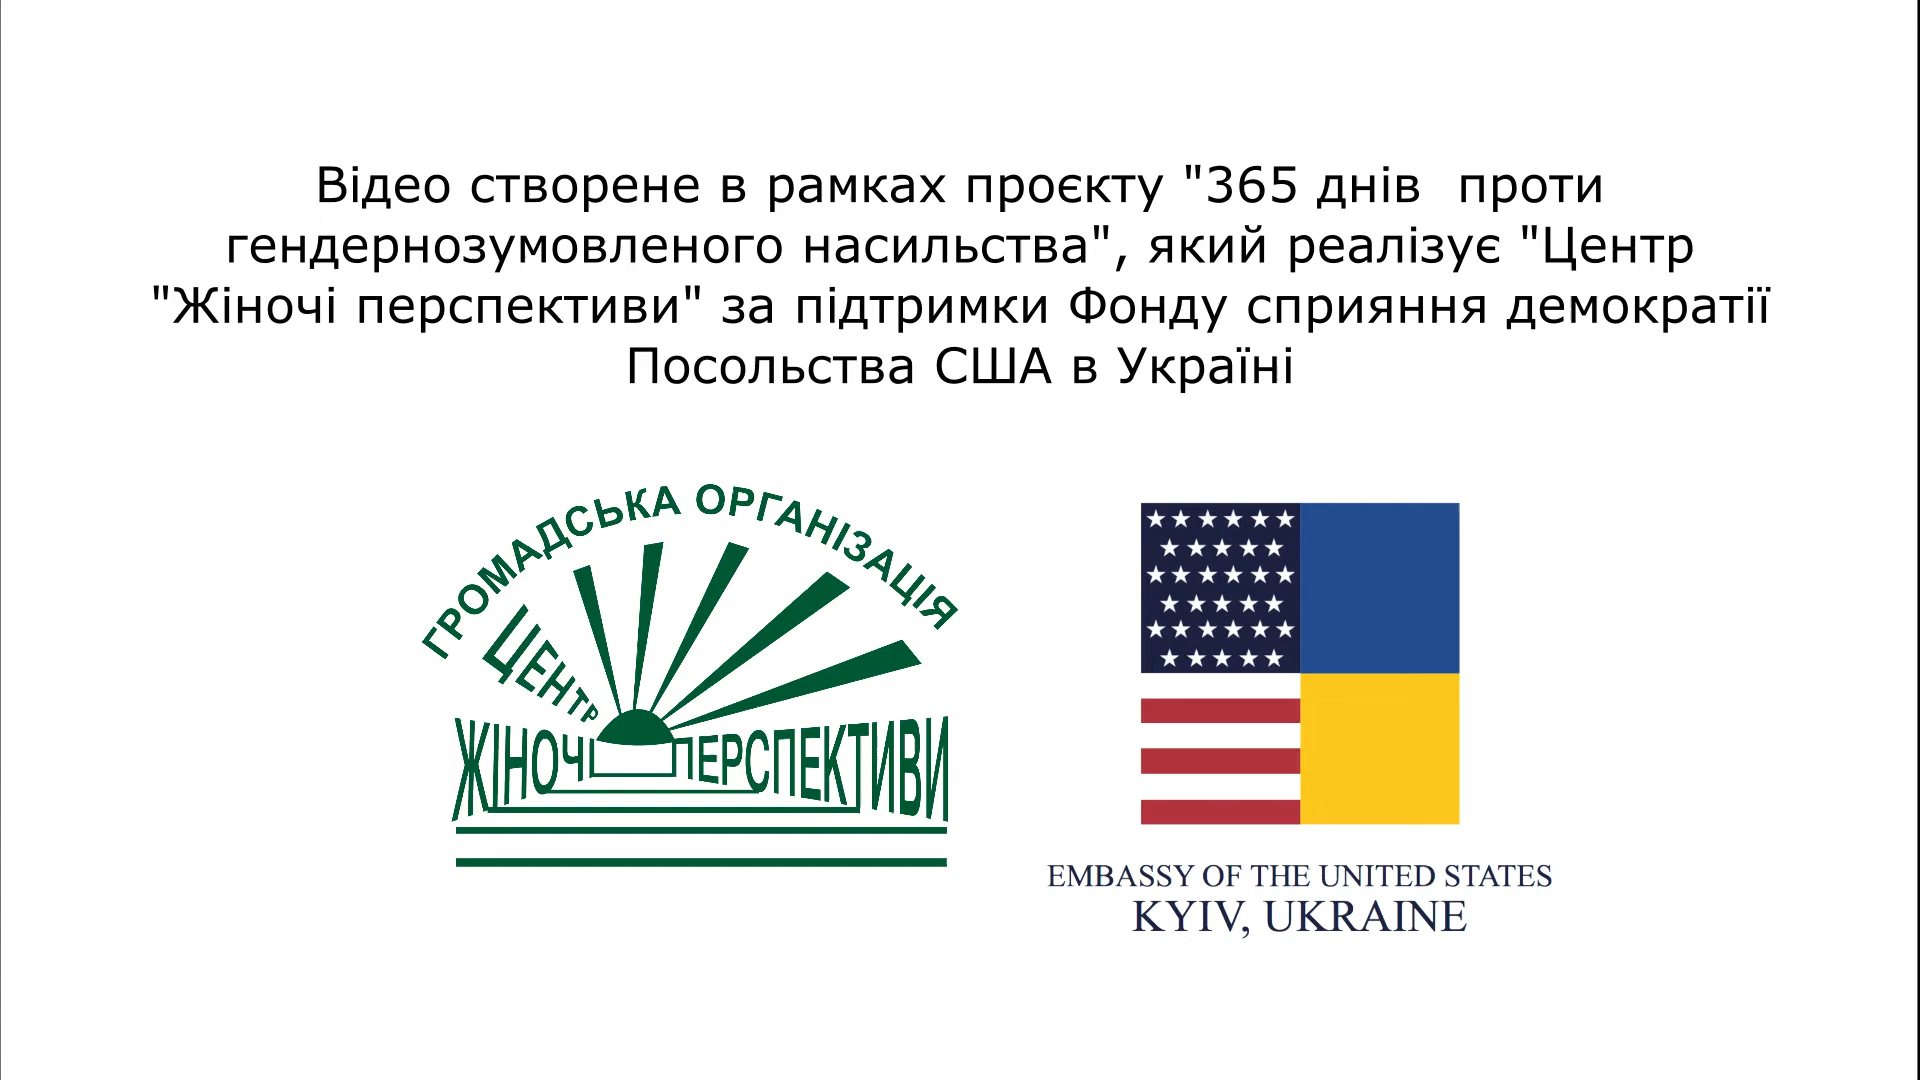 Відео створене в рамках проєкту "365 днів  проти
гендернозумовленого насильства", який реалізує "Центр
"Жіночі перспективи" за підтримки Фонду сприяння демократії
Посольства США в Україні
ГРОМАДСЬКА ОРГАНІЗАЦІЯ
ЦЕНТР
ЖІНОЧІ ПЕРСПЕКТИВИ
EMBASSY OF THE UNITED STATES
KYIV, UKRAINE